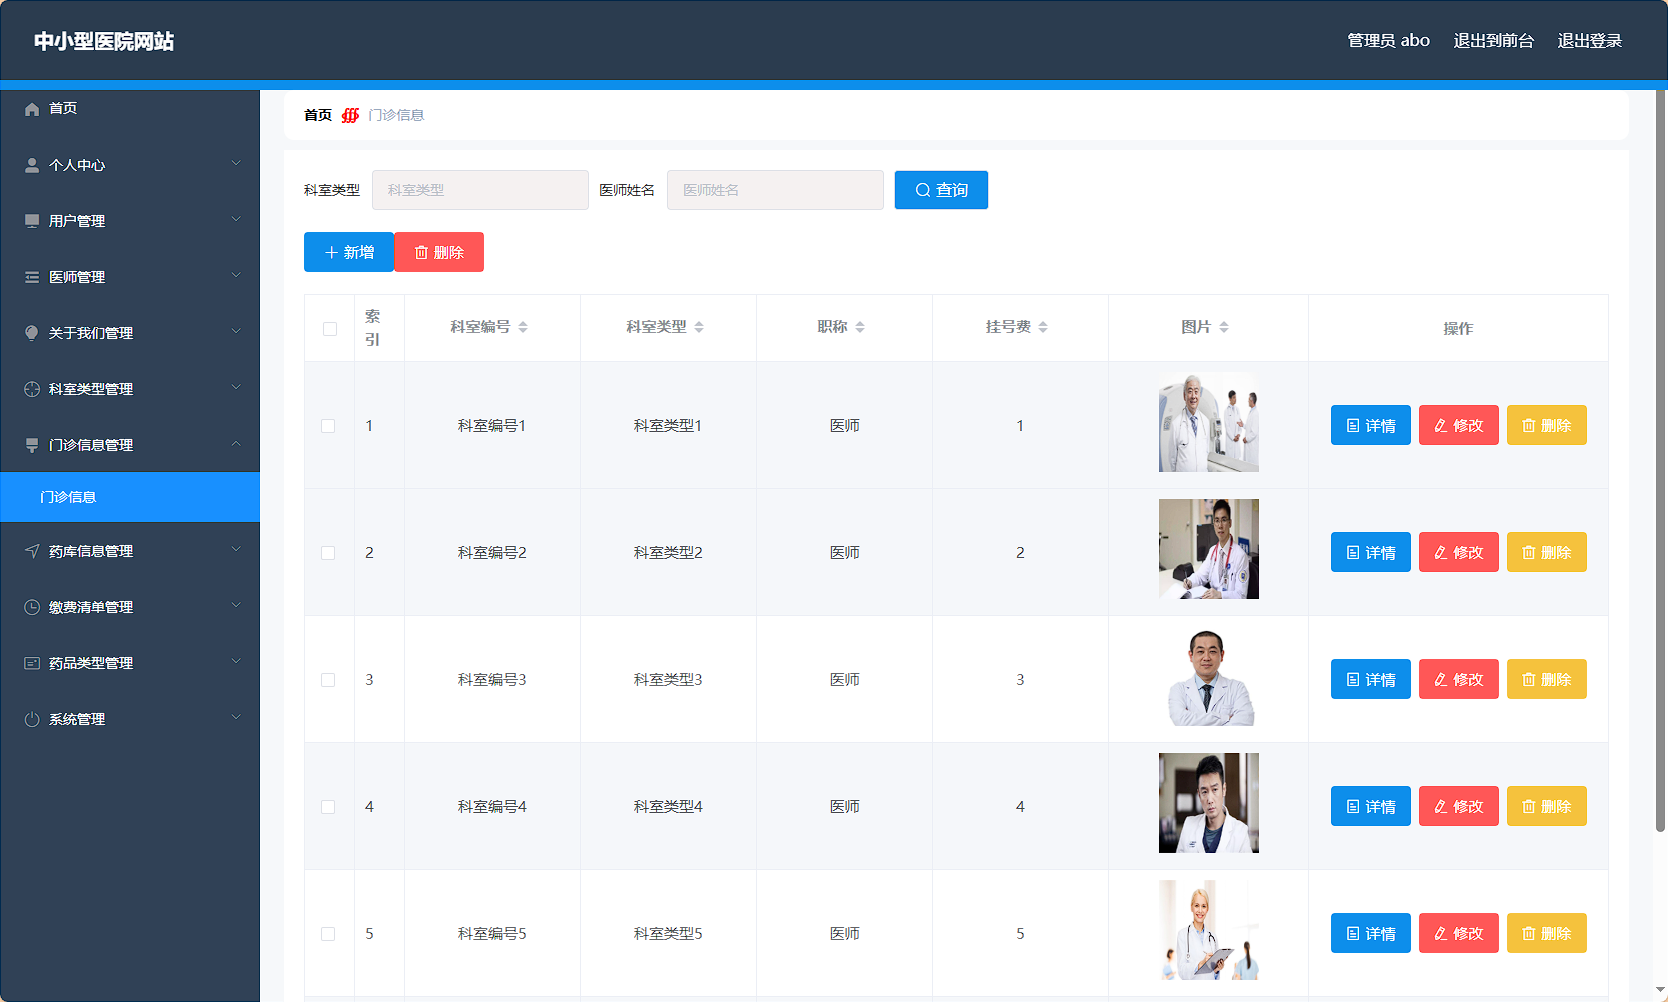 中小型医院网站
管理员 abo 退出到前台 退出登录
首页
个人中心
用户管理
医师管理
关于我们管理
科室类型管理
门诊信息管理
门诊信息
药库信息管理
缴费清单管理
药品类型管理
系统管理
首页 门诊信息
科室类型 科室类型 医师姓名 医师姓名 查询
新增 删除
索引 科室编号 科室类型 职称 挂号费 图片 操作
1 科室编号1 科室类型1 医师 1 详情 修改 删除
2 科室编号2 科室类型2 医师 2 详情 修改 删除
3 科室编号3 科室类型3 医师 3 详情 修改 删除
4 科室编号4 科室类型4 医师 4 详情 修改 删除
5 科室编号5 科室类型5 医师 5 详情 修改 删除